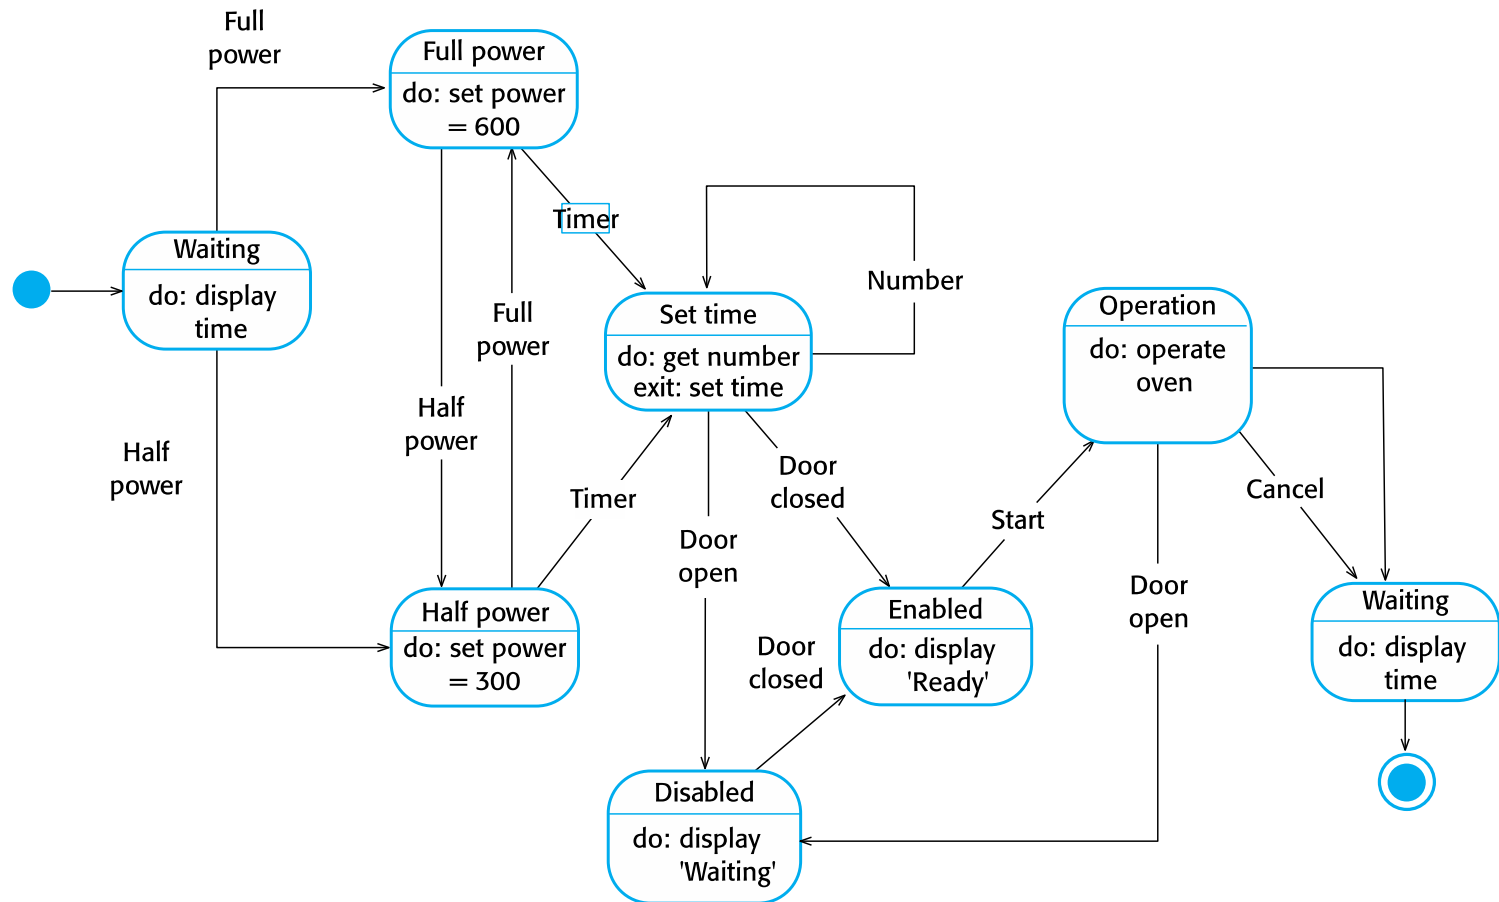 Full
power
Full power
do: set power
= 600
Timer
Waiting
do: display
time
Number
Full
power
Set time
do: get number
exit: set time
Operation
do: operate
oven
Half
power
Half
power
Timer
Door
closed
Door
open
Start
Cancel
Door
open
Half power
do: set power
= 300
Enabled
do: display
'Ready'
Door
closed
Waiting
do: display
time
Disabled
do: display
'Waiting'